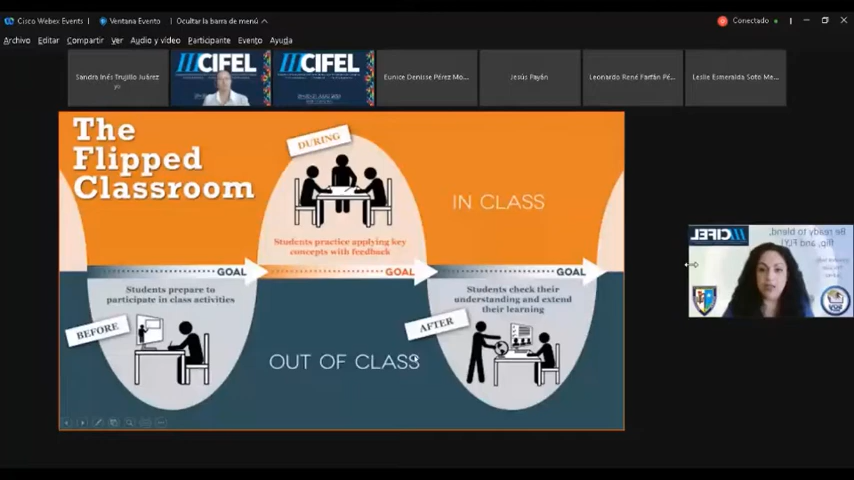 Cisco Webex Events
Ventana Evento
Ocultar la barra de menú
Conectado
Archivo Editar Compartir Ver Audio y video Participante Evento Ayuda
Sandra Inés Trujillo Juárez
yo
CIFEL
CIFEL
Eunice Denisse Pérez Mo...
Jesús Payán
Leonardo René Farfán Pé...
Leslie Esmeralda Soto Me...
The
Flipped
Classroom
DURING
IN CLASS
Students practice applying key
concepts with feedback
GOAL
GOAL
GOAL
Students prepare to
participate in class activities
BEFORE
Students check their
understanding and extend
their learning
AFTER
OUT OF CLASS
CIFEL
Be ready to blend,
flip, and FLY!